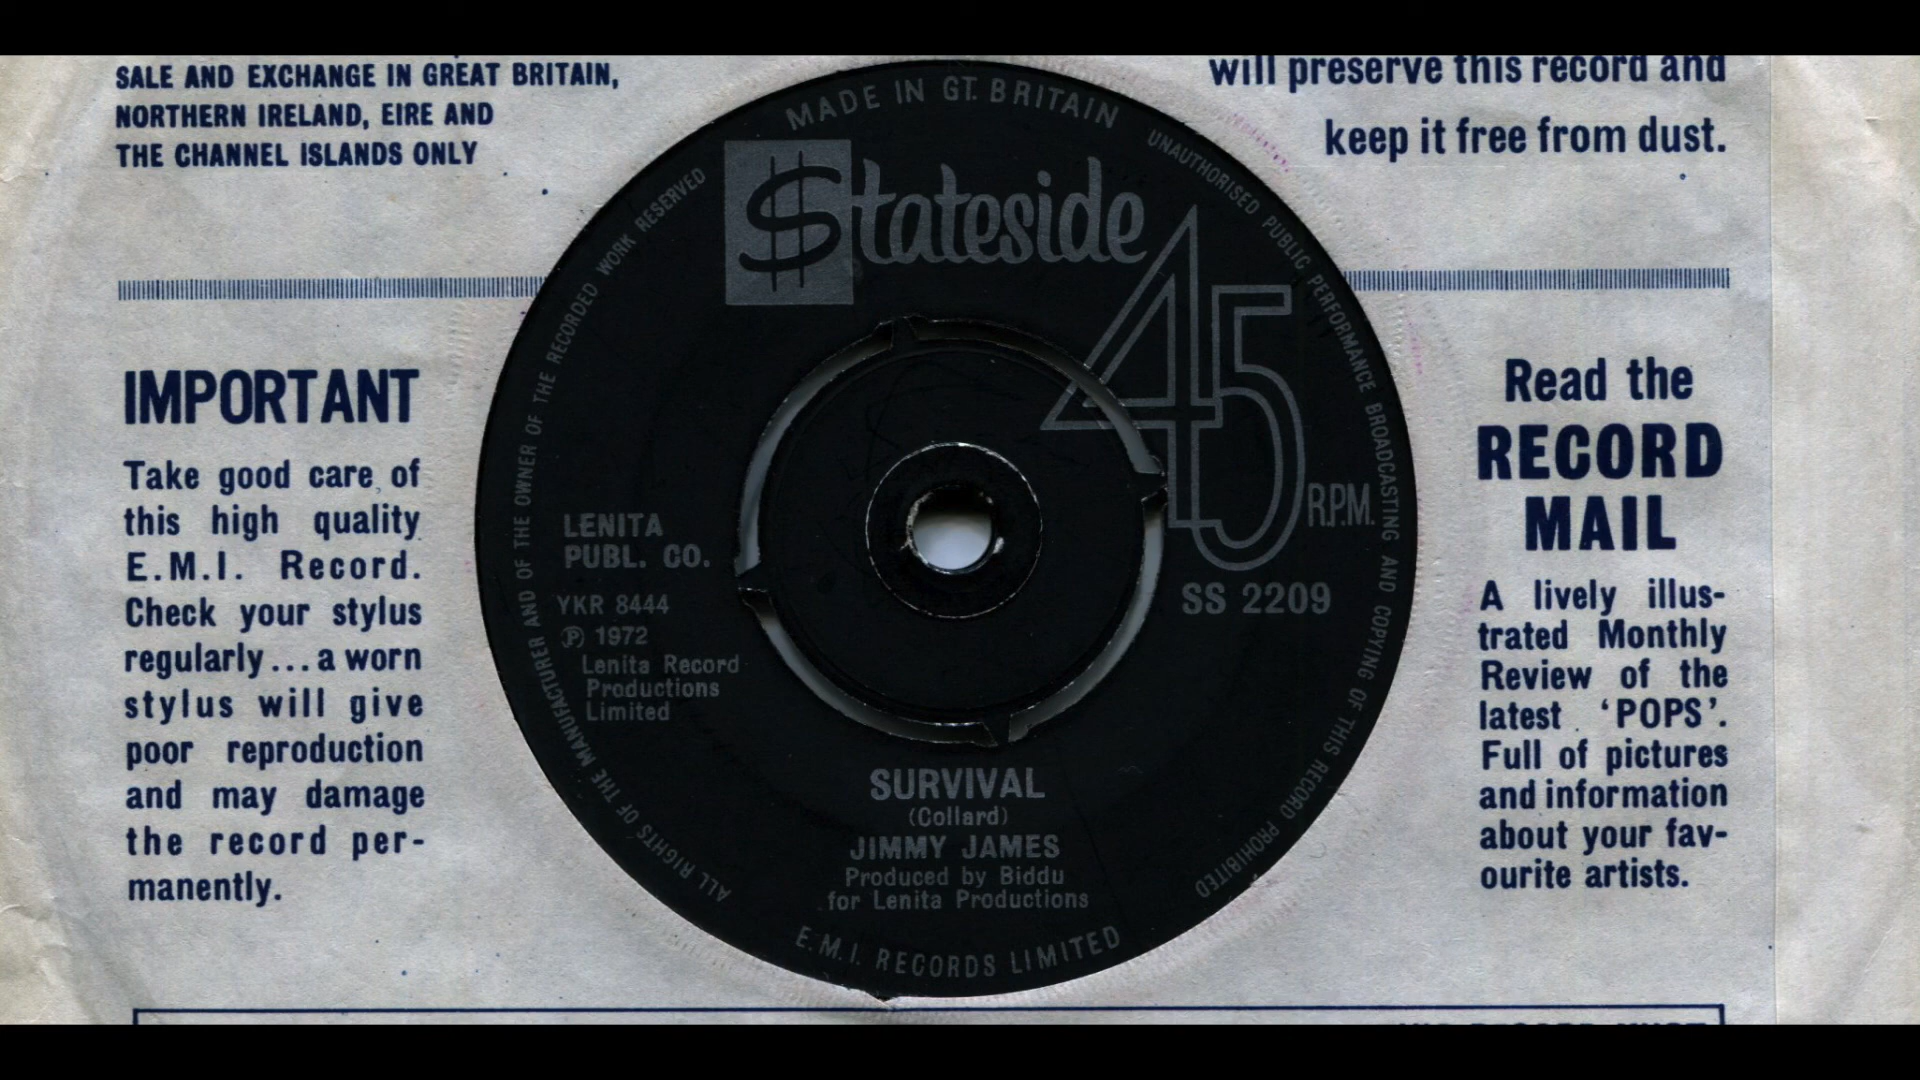 SALE AND EXCHANGE IN GREAT BRITAIN,
NORTHERN IRELAND, EIRE AND
THE CHANNEL ISLANDS ONLY
will preserve this record and
keep it free from dust.
IMPORTANT
Take good care of
this high quality
E.M.I. Record.
Check your stylus
regularly...a worn
stylus will give
poor reproduction
and may damage
the record per-
manently.
MADE IN GT. BRITAIN
UNAUTHORISED PUBLIC PERFORMANCE BROADCASTING AND COPYING OF THIS RECORD PROHIBITED
ALL RIGHTS OF THE MANUFACTURER AND OF THE OWNER OF THE RECORDED WORK RESERVED
$tateside
45
R.P.M.
LENITA
PUBL. CO.
YKR 8444
℗ 1972
Lenita Record
Productions
Limited
SS 2209
SURVIVAL
(Collard)
JIMMY JAMES
Produced by Biddu
for Lenita Productions
E.M.I. RECORDS LIMITED
Read the
RECORD
MAIL
A lively illus-
trated Monthly
Review of the
latest 'POPS'.
Full of pictures
and information
about your fav-
ourite artists.